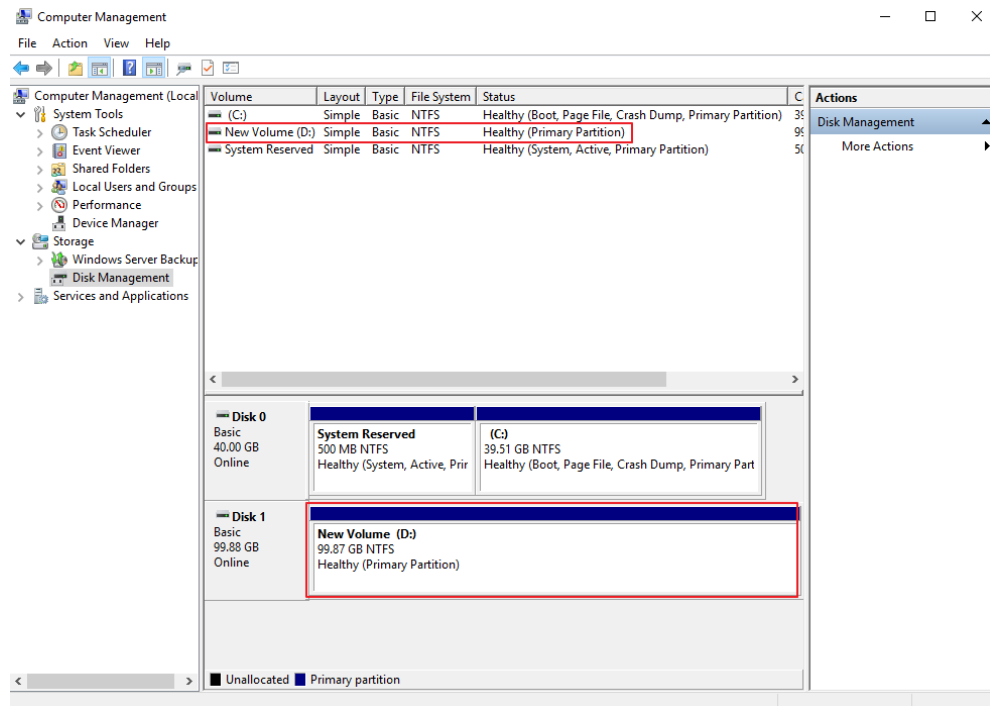 Computer Management
File Action View Help
Computer Management (Local
System Tools
Task Scheduler
Event Viewer
Shared Folders
Local Users and Groups
Performance
Device Manager
Storage
Windows Server Backup
Disk Management
Services and Applications
Volume Layout Type File System Status C
(C:) Simple Basic NTFS Healthy (Boot, Page File, Crash Dump, Primary Partition) 39
New Volume (D:) Simple Basic NTFS Healthy (Primary Partition) 99
System Reserved Simple Basic NTFS Healthy (System, Active, Primary Partition) 50
Disk 0
Basic
40.00 GB
Online
System Reserved
500 MB NTFS
Healthy (System, Active, Prir
(C:)
39.51 GB NTFS
Healthy (Boot, Page File, Crash Dump, Primary Part
Disk 1
Basic
99.88 GB
Online
New Volume (D:)
99.87 GB NTFS
Healthy (Primary Partition)
Unallocated Primary partition
Actions
Disk Management
More Actions